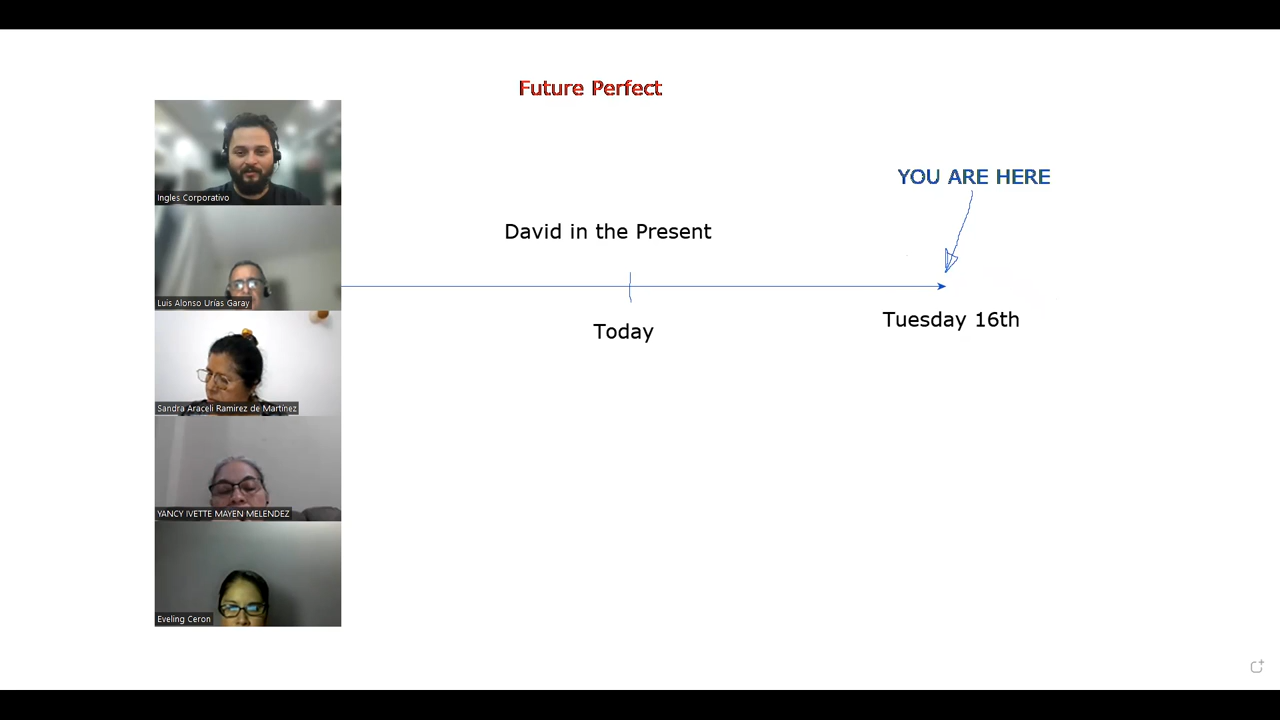 Future Perfect
YOU ARE HERE
David in the Present
Today
Tuesday 16th
Ingles Corporativo
Luis Alonso Urías Garay
Sandra Araceli Ramirez de Martínez
YANCY IVETTE MAYEN MELENDEZ
Eveling Ceron